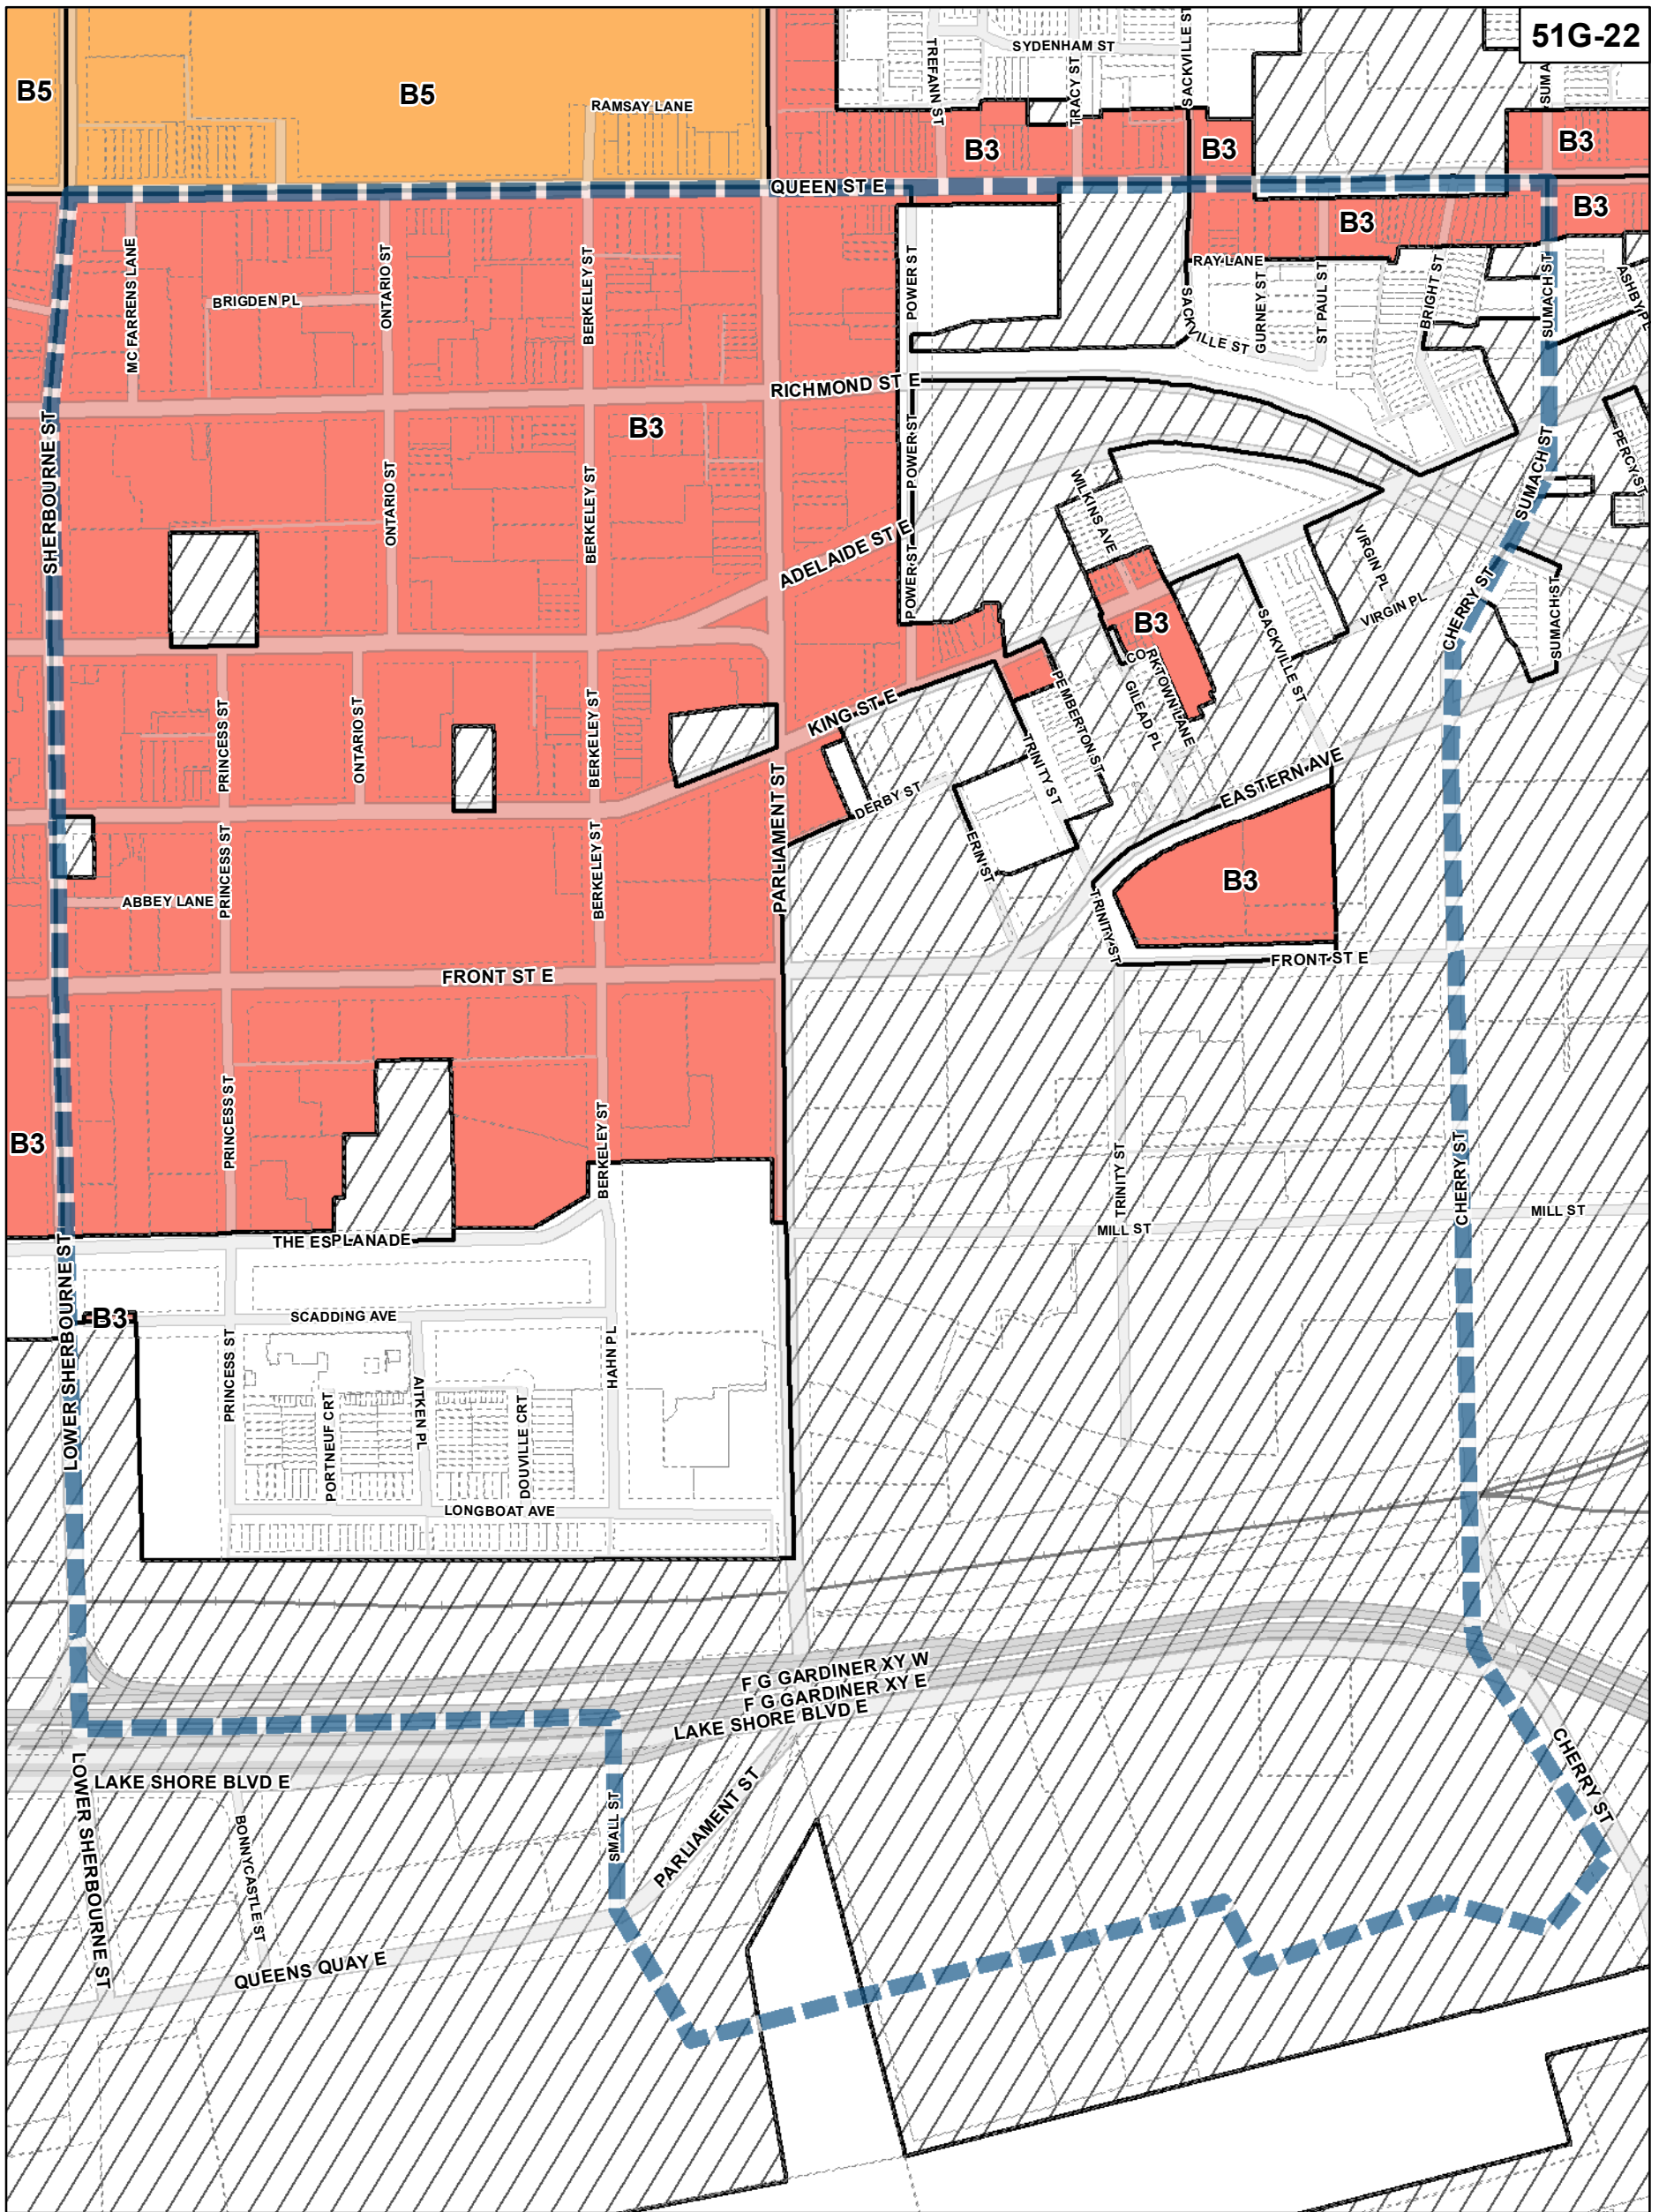 51G-22
SYDENHAM ST
TREFANN ST
TRACY ST
SACKVILLE ST
B5
B5
RAMSAY LANE
B3
B3
B3
QUEEN ST E
B3
B3
MC FARRENS LANE
BRIGDEN PL
ONTARIO ST
BERKELEY ST
POWER ST
RAY LANE
SACKVILLE ST
GURNEY ST
ST PAUL ST
BRIGHT ST
SUMACH ST
RICHMOND ST E
SHERBOURNE ST
ONTARIO ST
BERKELEY ST
B3
POWER ST
WILKINS AVE
SUMACH ST
PERCY ST
ADELAIDE ST E
POWER ST
VIRGIN PL
VIRGIN PL
CHERRY ST
SUMACH ST
B3
CORKTOWN LANE
GILEAD PL
SACKVILLE ST
PRINCESS ST
ONTARIO ST
BERKELEY ST
KING ST E
PEMBERTON ST
TRINITY ST
PARLIAMENT ST
DERBY ST
EASTERN AVE
ERIN ST
B3
ABBEY LANE
PRINCESS ST
BERKELEY ST
TRINITY ST
FRONT ST E
FRONT ST E
B3
PRINCESS ST
BERKELEY ST
TRINITY ST
CHERRY ST
MILL ST
MILL ST
THE ESPLANADE
LOWER SHERBOURNE ST
B3
SCADDING AVE
PRINCESS ST
PORTNEUF CRT
AITKEN PL
DOUVILLE CRT
HAHN PL
LONGBOAT AVE
F G GARDINER XY W
F G GARDINER XY E
LAKE SHORE BLVD E
LAKE SHORE BLVD E
LOWER SHERBOURNE ST
BONNYCASTLE ST
SMALL ST
PARLIAMENT ST
CHERRY ST
QUEENS QUAY E